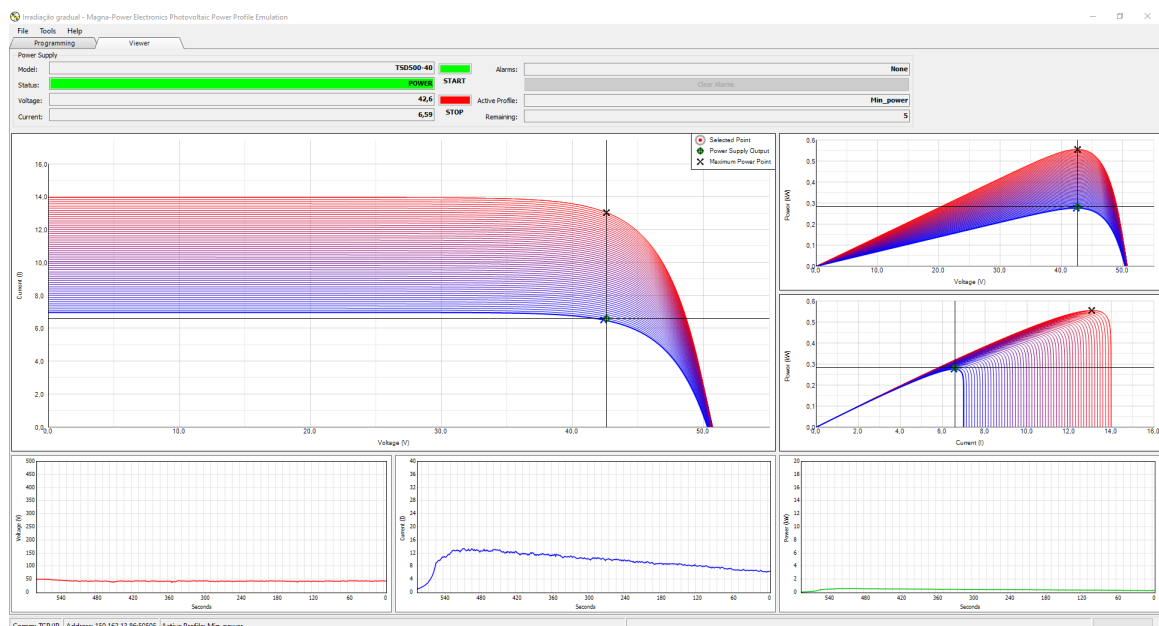 Irradiação gradual - Magna-Power Electronics Photovoltaic Power Profile Emulation
File Tools Help
Programming Viewer
Power Supply
Model: TSD500-40
Status: POWER
Voltage: 42,6
Current: 6,59
START
STOP
Alarms: None
Clear Alarms
Active Profile: Min_power
Remaining: 5
Selected Point
Power Supply Output
Maximum Power Point
Current (I)
16,0
14,0
12,0
10,0
8,0
6,0
4,0
2,0
0,0
0,0 10,0 20,0 30,0 40,0 50,0
Voltage (V)
Power (kW)
0,6
0,5
0,4
0,3
0,2
0,1
0,0
0,0 10,0 20,0 30,0 40,0 50,0
Voltage (V)
Power (kW)
0,6
0,5
0,4
0,3
0,2
0,1
0,0
0,0 2,0 4,0 6,0 8,0 10,0 12,0 14,0 16,0
Current (I)
Voltage (V)
500
450
400
350
300
250
200
150
100
50
0
540 480 420 360 300 240 180 120 60 0
Seconds
Current (I)
40
36
32
28
24
20
16
12
8
4
0
540 480 420 360 300 240 180 120 60 0
Seconds
Power (kW)
20
18
16
14
12
10
8
6
4
2
0
540 480 420 360 300 240 180 120 60 0
Seconds